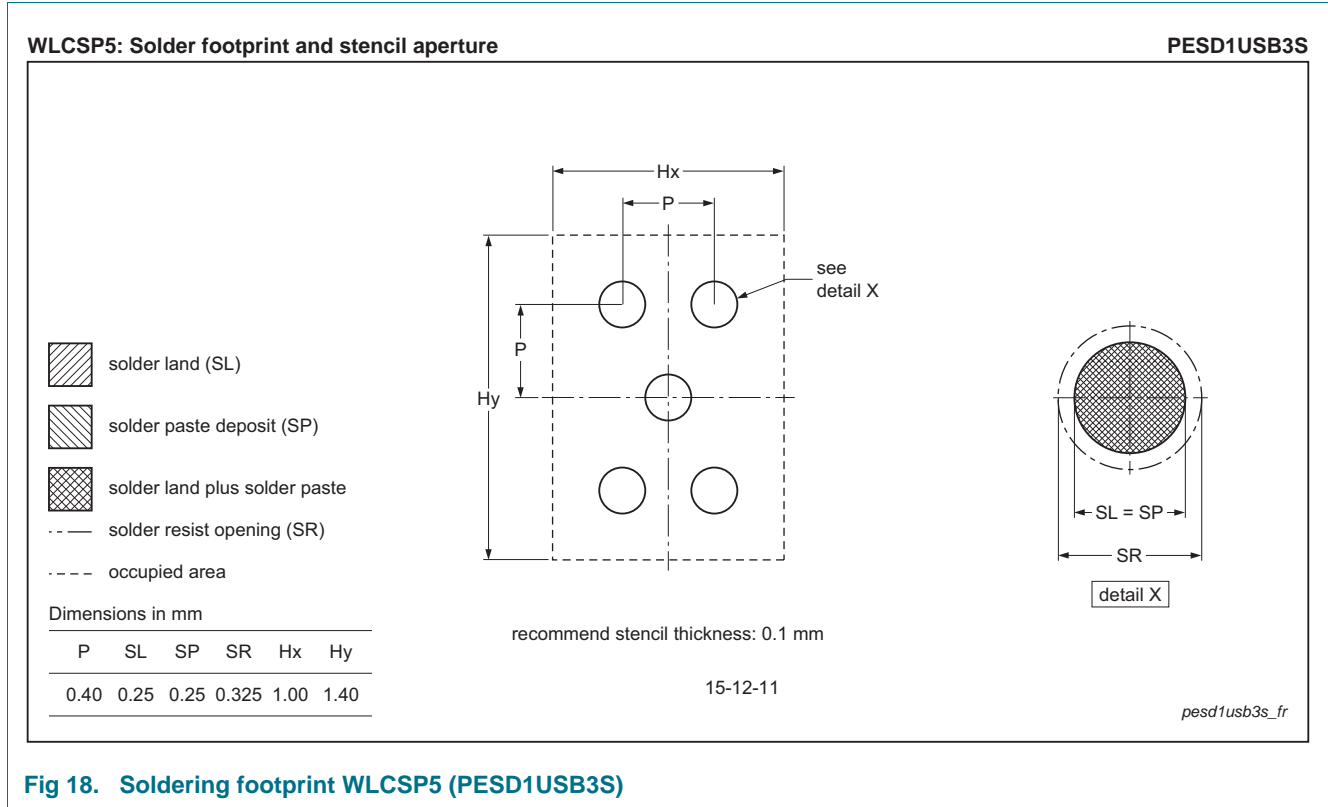 WLCSP5: Solder footprint and stencil aperture PESD1USB3S
Hx
P
see
detail X
P
Hy
solder land (SL)
solder paste deposit (SP)
solder land plus solder paste
solder resist opening (SR)
occupied area
SL = SP
SR
detail X
Dimensions in mm
P SL SP SR Hx Hy
0.40 0.25 0.25 0.325 1.00 1.40
recommend stencil thickness: 0.1 mm
15-12-11
pesd1usb3s_fr
Fig 18. Soldering footprint WLCSP5 (PESD1USB3S)